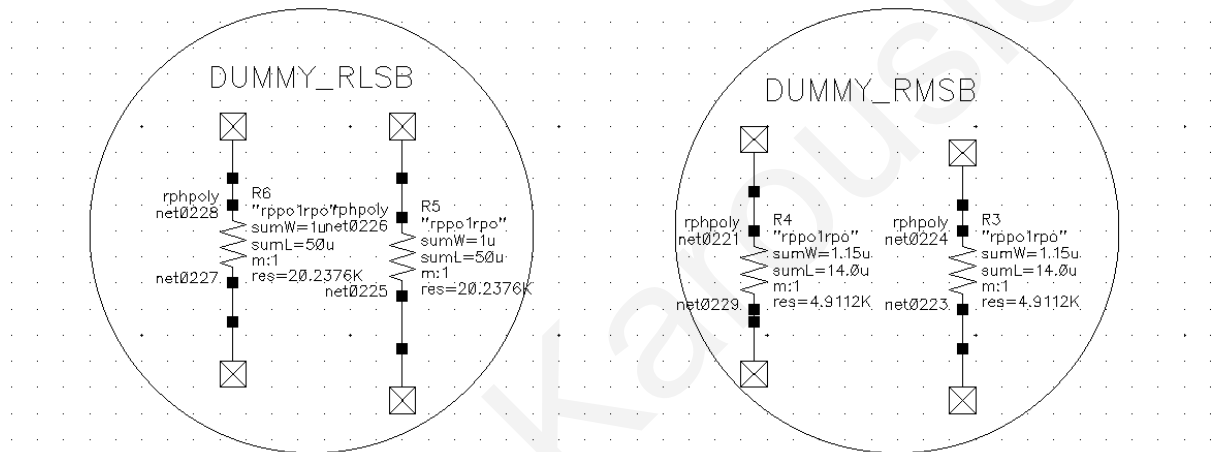 DUMMY_RLSB
rphpoly
net0228
R6
"rppo1rpo"
sumW=1u
sumL=50u
m:1
res=20.2376K
net0227
rphpoly
net0226
R5
"rppo1rpo"
sumW=1u
sumL=50u
m:1
res=20.2376K
net0225
DUMMY_RMSB
rphpoly
net0221
R4
"rppo1rpo"
sumW=1.15u
sumL=14.0u
m:1
res=4.9112K
net0229
rphpoly
net0224
R3
"rppo1rpo"
sumW=1.15u
sumL=14.0u
m:1
res=4.9112K
net0223